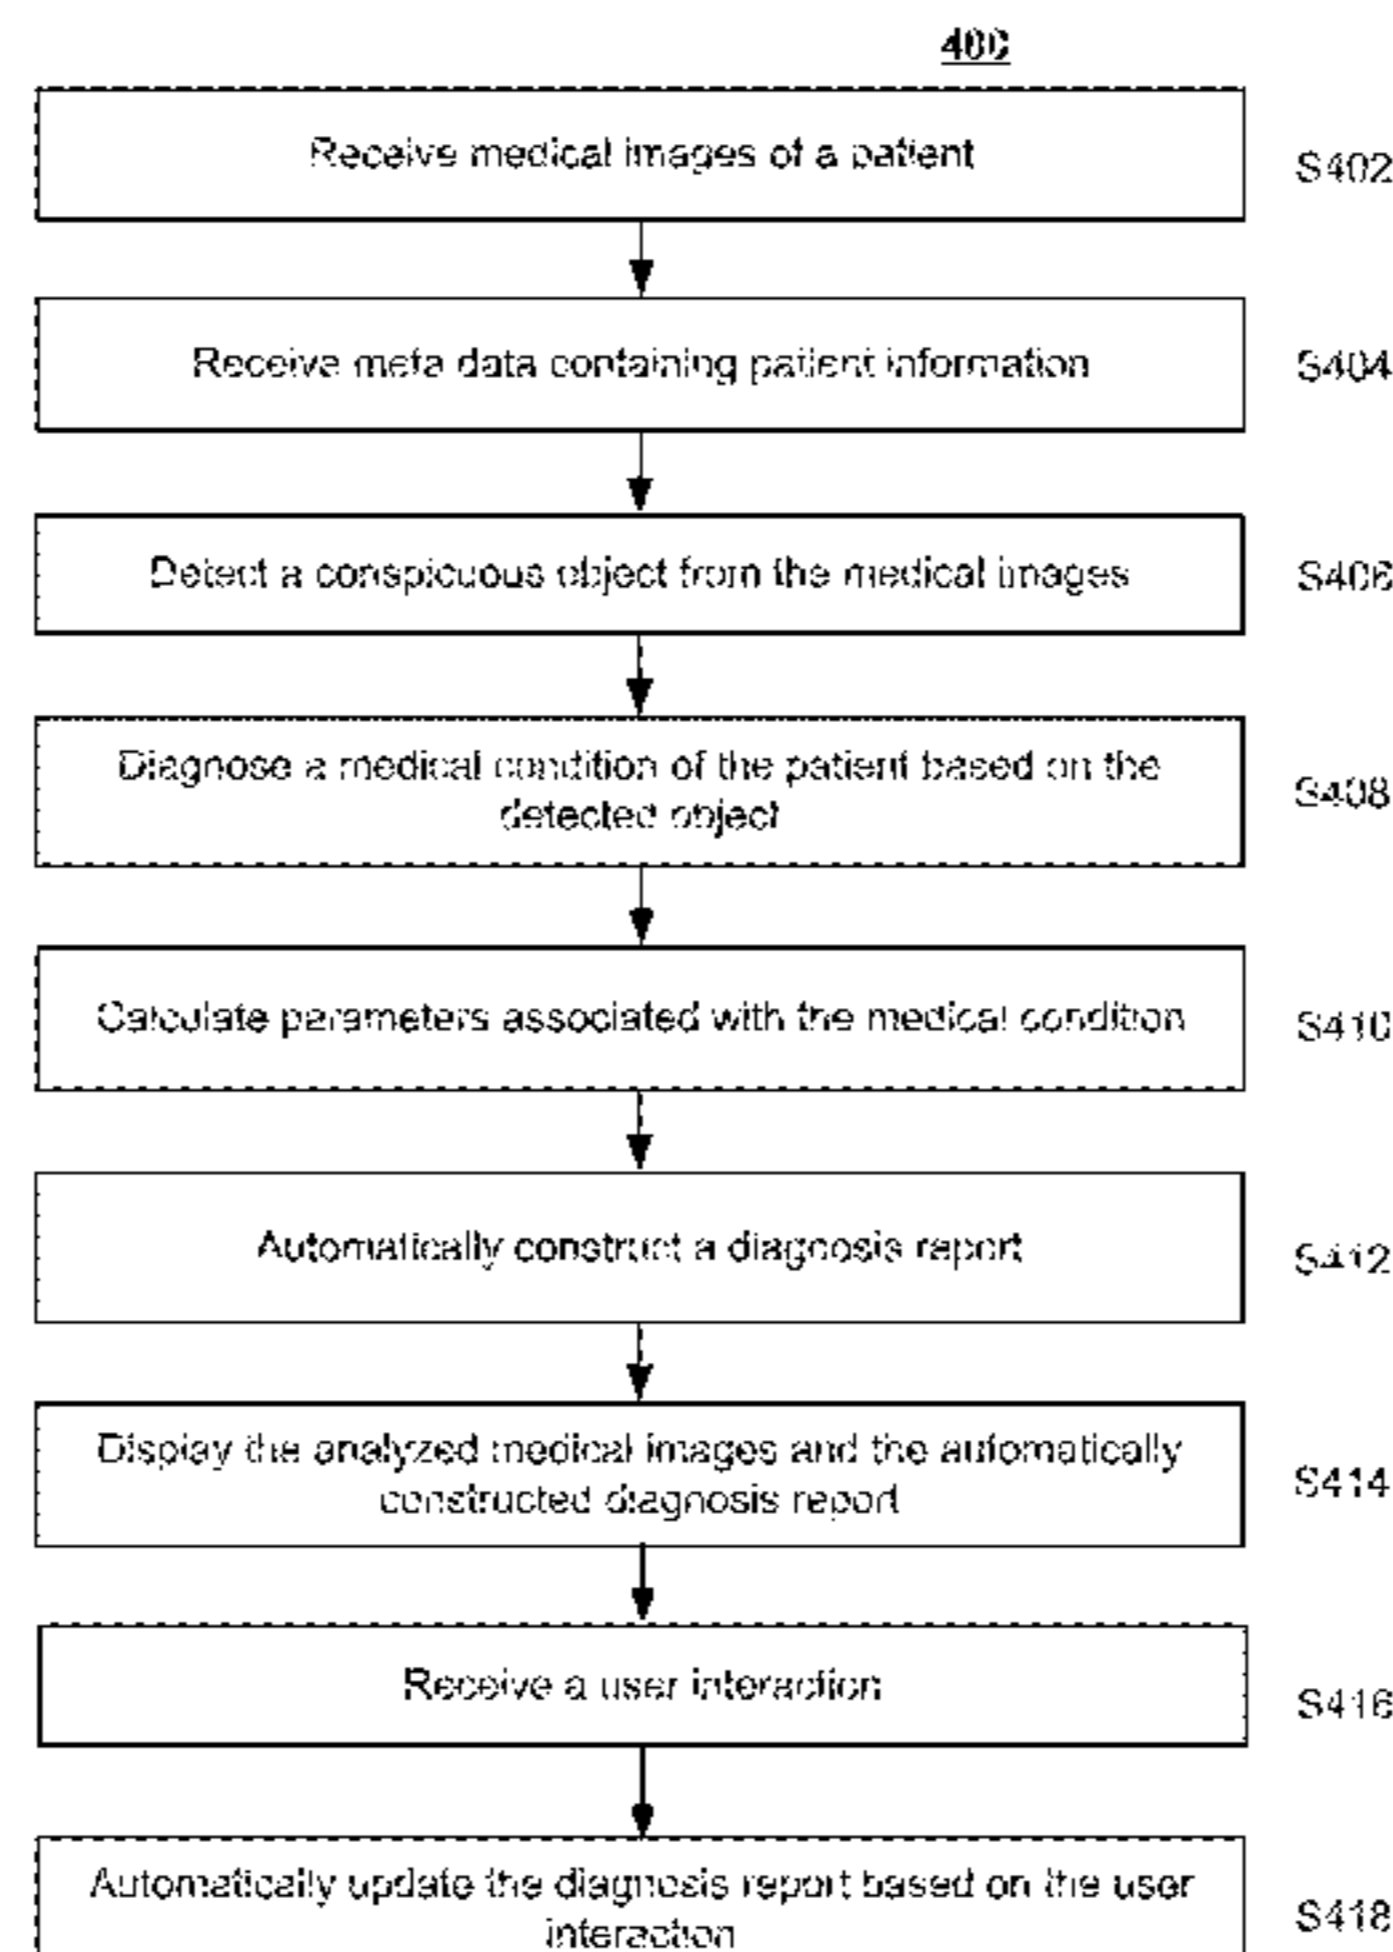 400
Receive medical images of a patient
S402
Receive meta data containing patient information
S404
Detect a conspicuous object from the medical images
S406
Diagnose a medical condition of the patient based on the
detected object
S408
Calculate parameters associated with the medical condition
S410
Automatically construct a diagnosis report
S412
Display the analyzed medical images and the automatically
constructed diagnosis report
S414
Receive a user interaction
S416
Automatically update the diagnosis report based on the user
interaction
S418